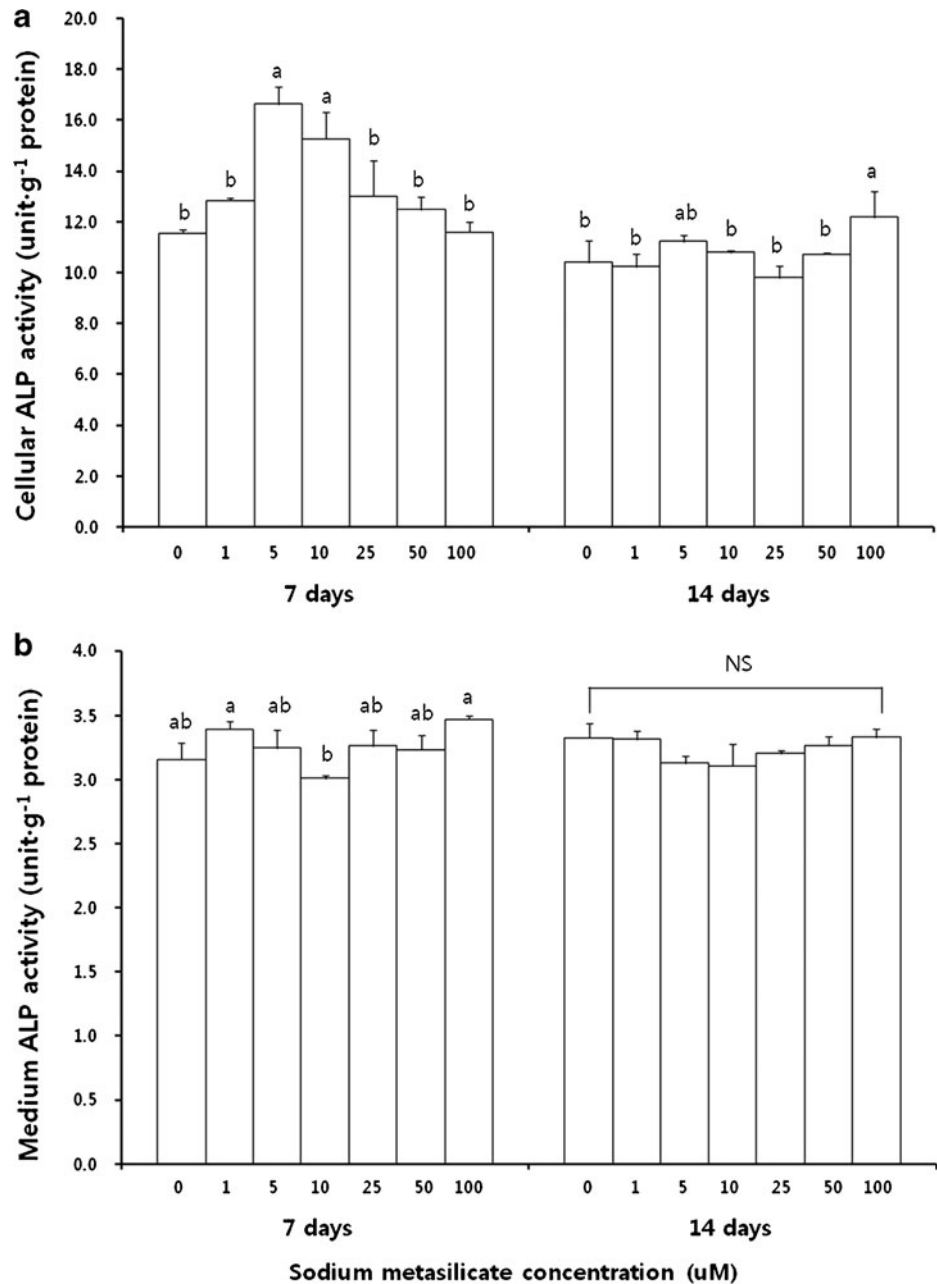 a
Cellular ALP activity (unit·g⁻¹ protein)
20.0
18.0
16.0
14.0
12.0
10.0
8.0
6.0
4.0
2.0
0.0
b b a a b b b
b b ab b b b a
0 1 5 10 25 50 100 0 1 5 10 25 50 100
7 days 14 days
b
Medium ALP activity (unit·g⁻¹ protein)
4.0
3.5
3.0
2.5
2.0
1.5
1.0
0.5
0.0
ab a ab b ab ab a
NS
0 1 5 10 25 50 100 0 1 5 10 25 50 100
7 days 14 days
Sodium metasilicate concentration (uM)